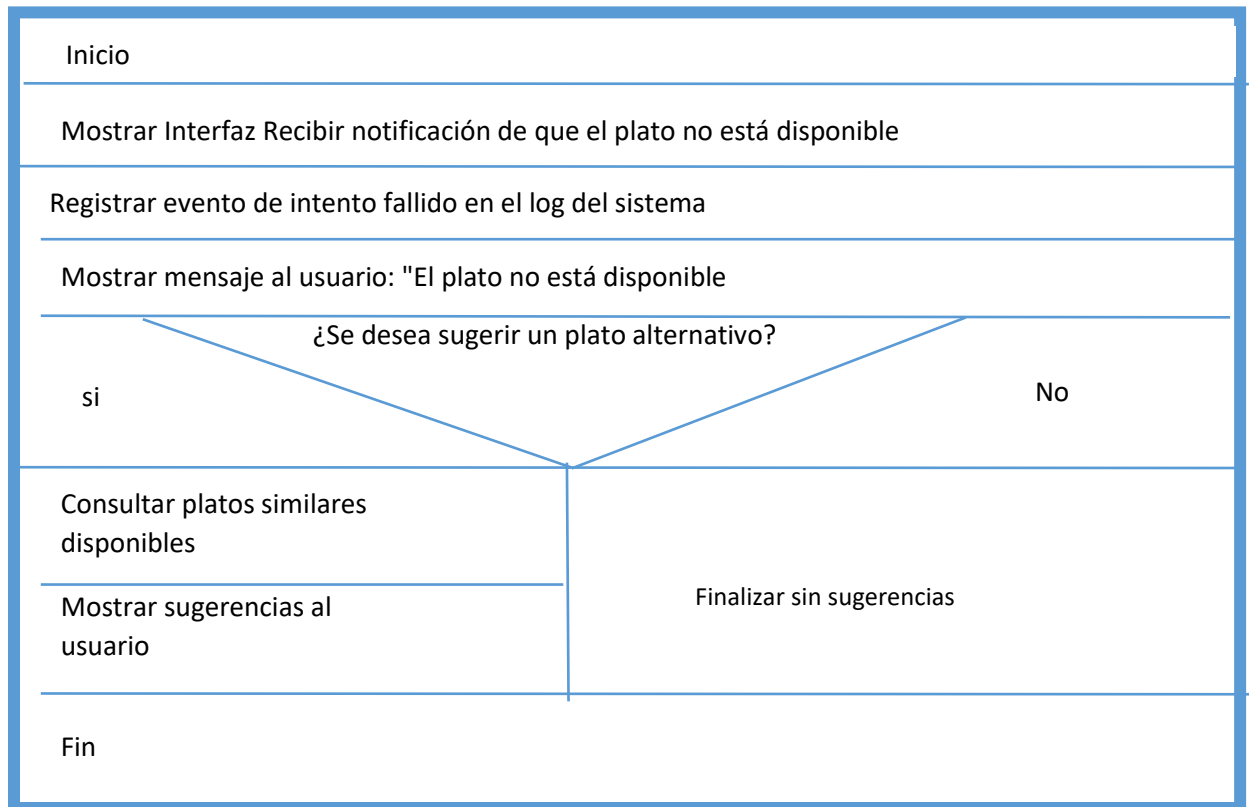 Inicio
Mostrar Interfaz Recibir notificación de que el plato no está disponible
Registrar evento de intento fallido en el log del sistema
Mostrar mensaje al usuario: "El plato no está disponible
¿Se desea sugerir un plato alternativo?
si
No
Consultar platos similares
disponibles
Mostrar sugerencias al
usuario
Finalizar sin sugerencias
Fin